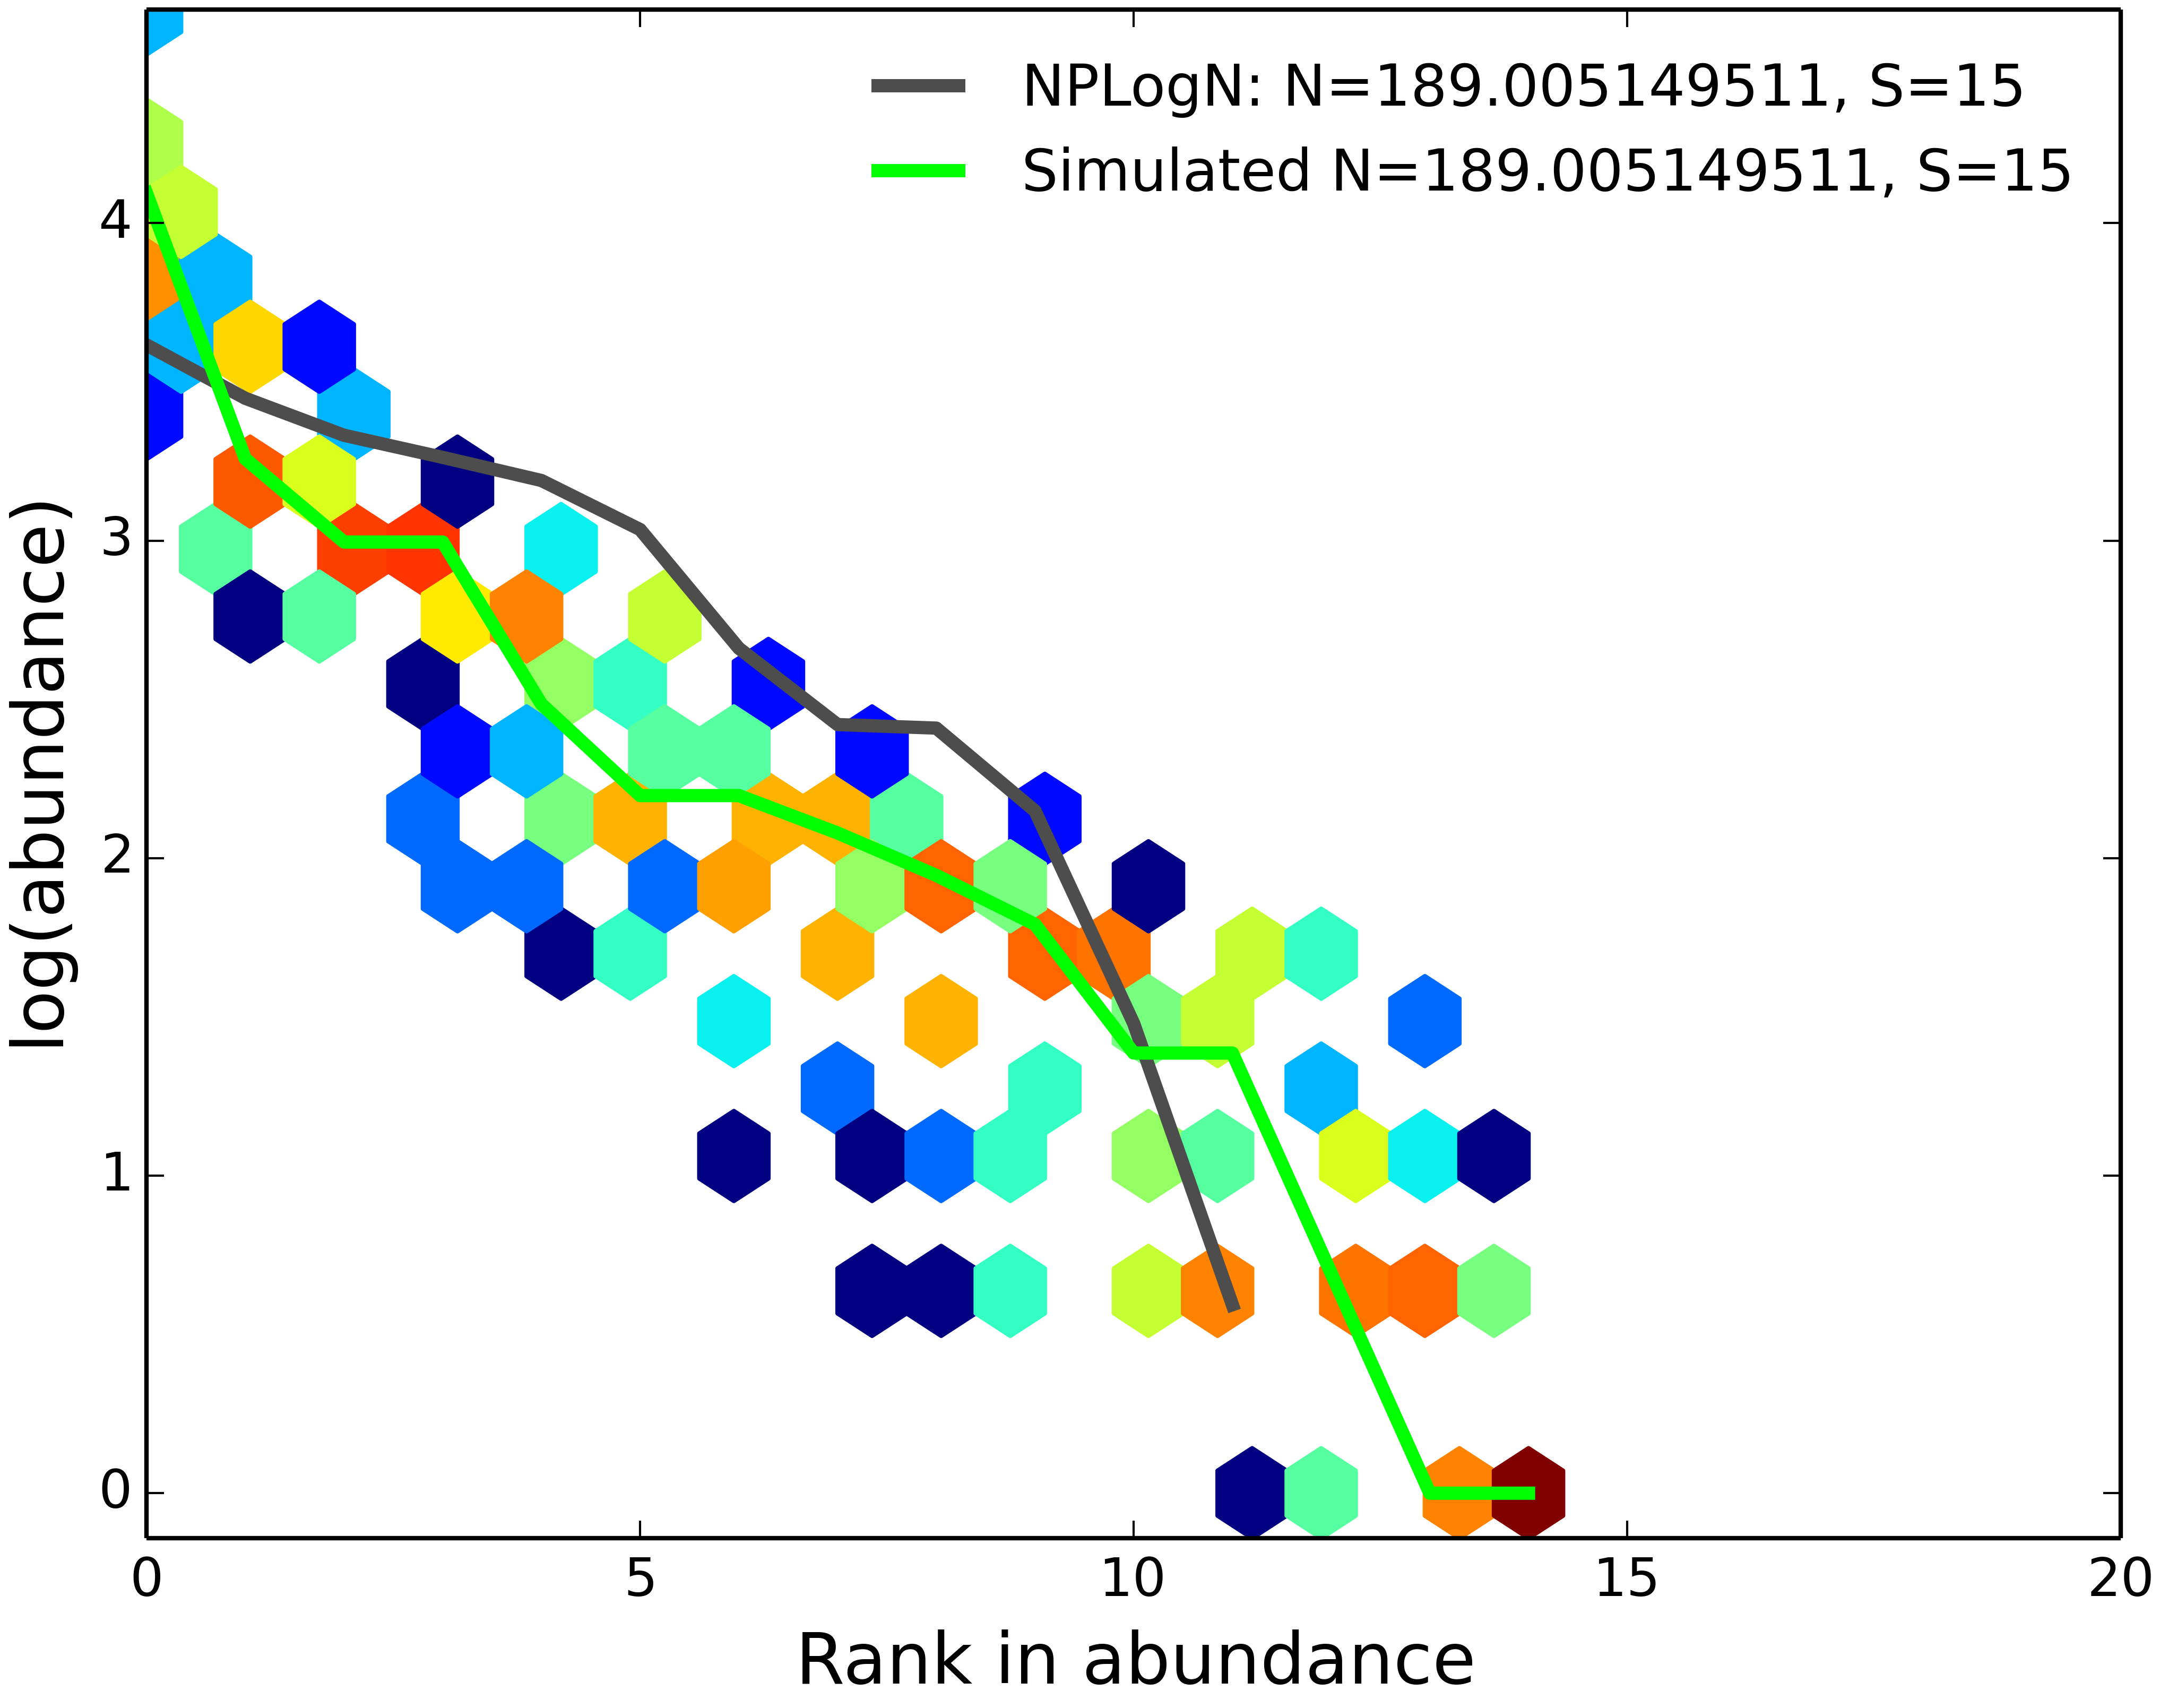 NPLogN: N=189.005149511, S=15
Simulated N=189.005149511, S=15
4
3
2
1
0
log(abundance)
0 5 10 15 20
Rank in abundance